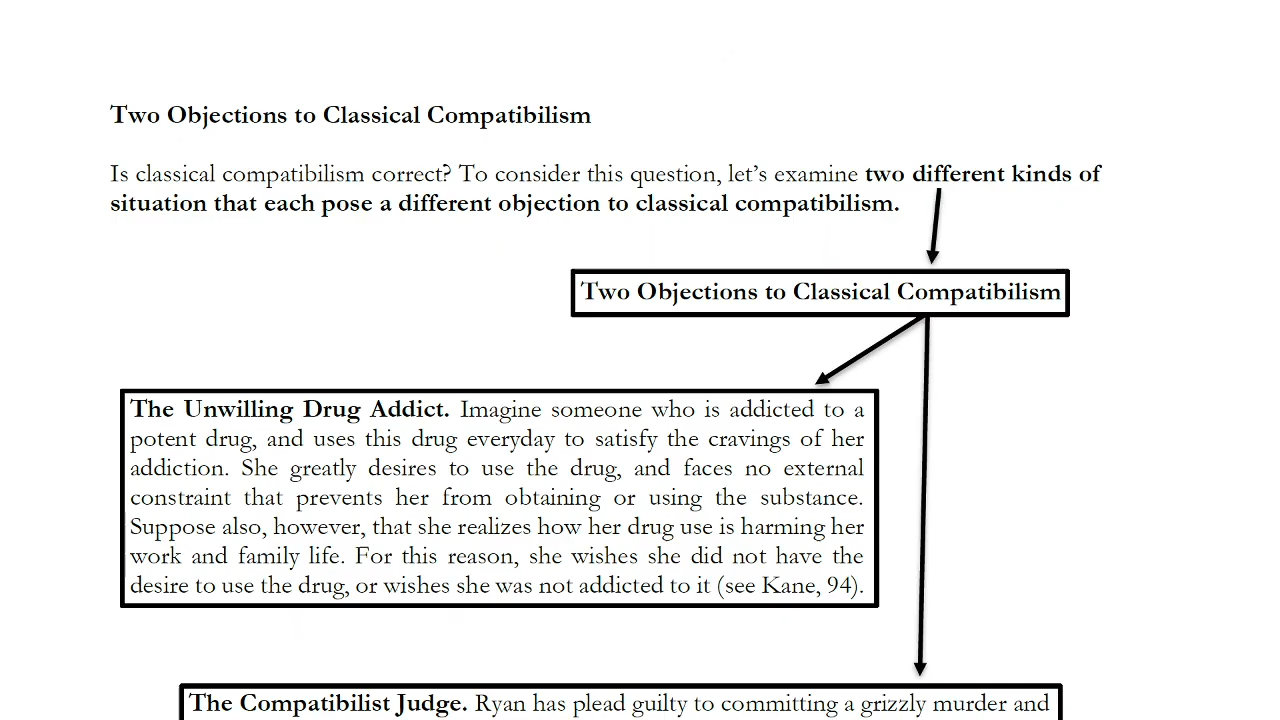 Two Objections to Classical Compatibilism
Is classical compatibilism correct? To consider this question, let’s examine two different kinds of
situation that each pose a different objection to classical compatibilism.
Two Objections to Classical Compatibilism
The Unwilling Drug Addict. Imagine someone who is addicted to a
potent drug, and uses this drug everyday to satisfy the cravings of her
addiction. She greatly desires to use the drug, and faces no external
constraint that prevents her from obtaining or using the substance.
Suppose also, however, that she realizes how her drug use is harming her
work and family life. For this reason, she wishes she did not have the
desire to use the drug, or wishes she was not addicted to it (see Kane, 94).
The Compatibilist Judge. Ryan has plead guilty to committing a grizzly murder and